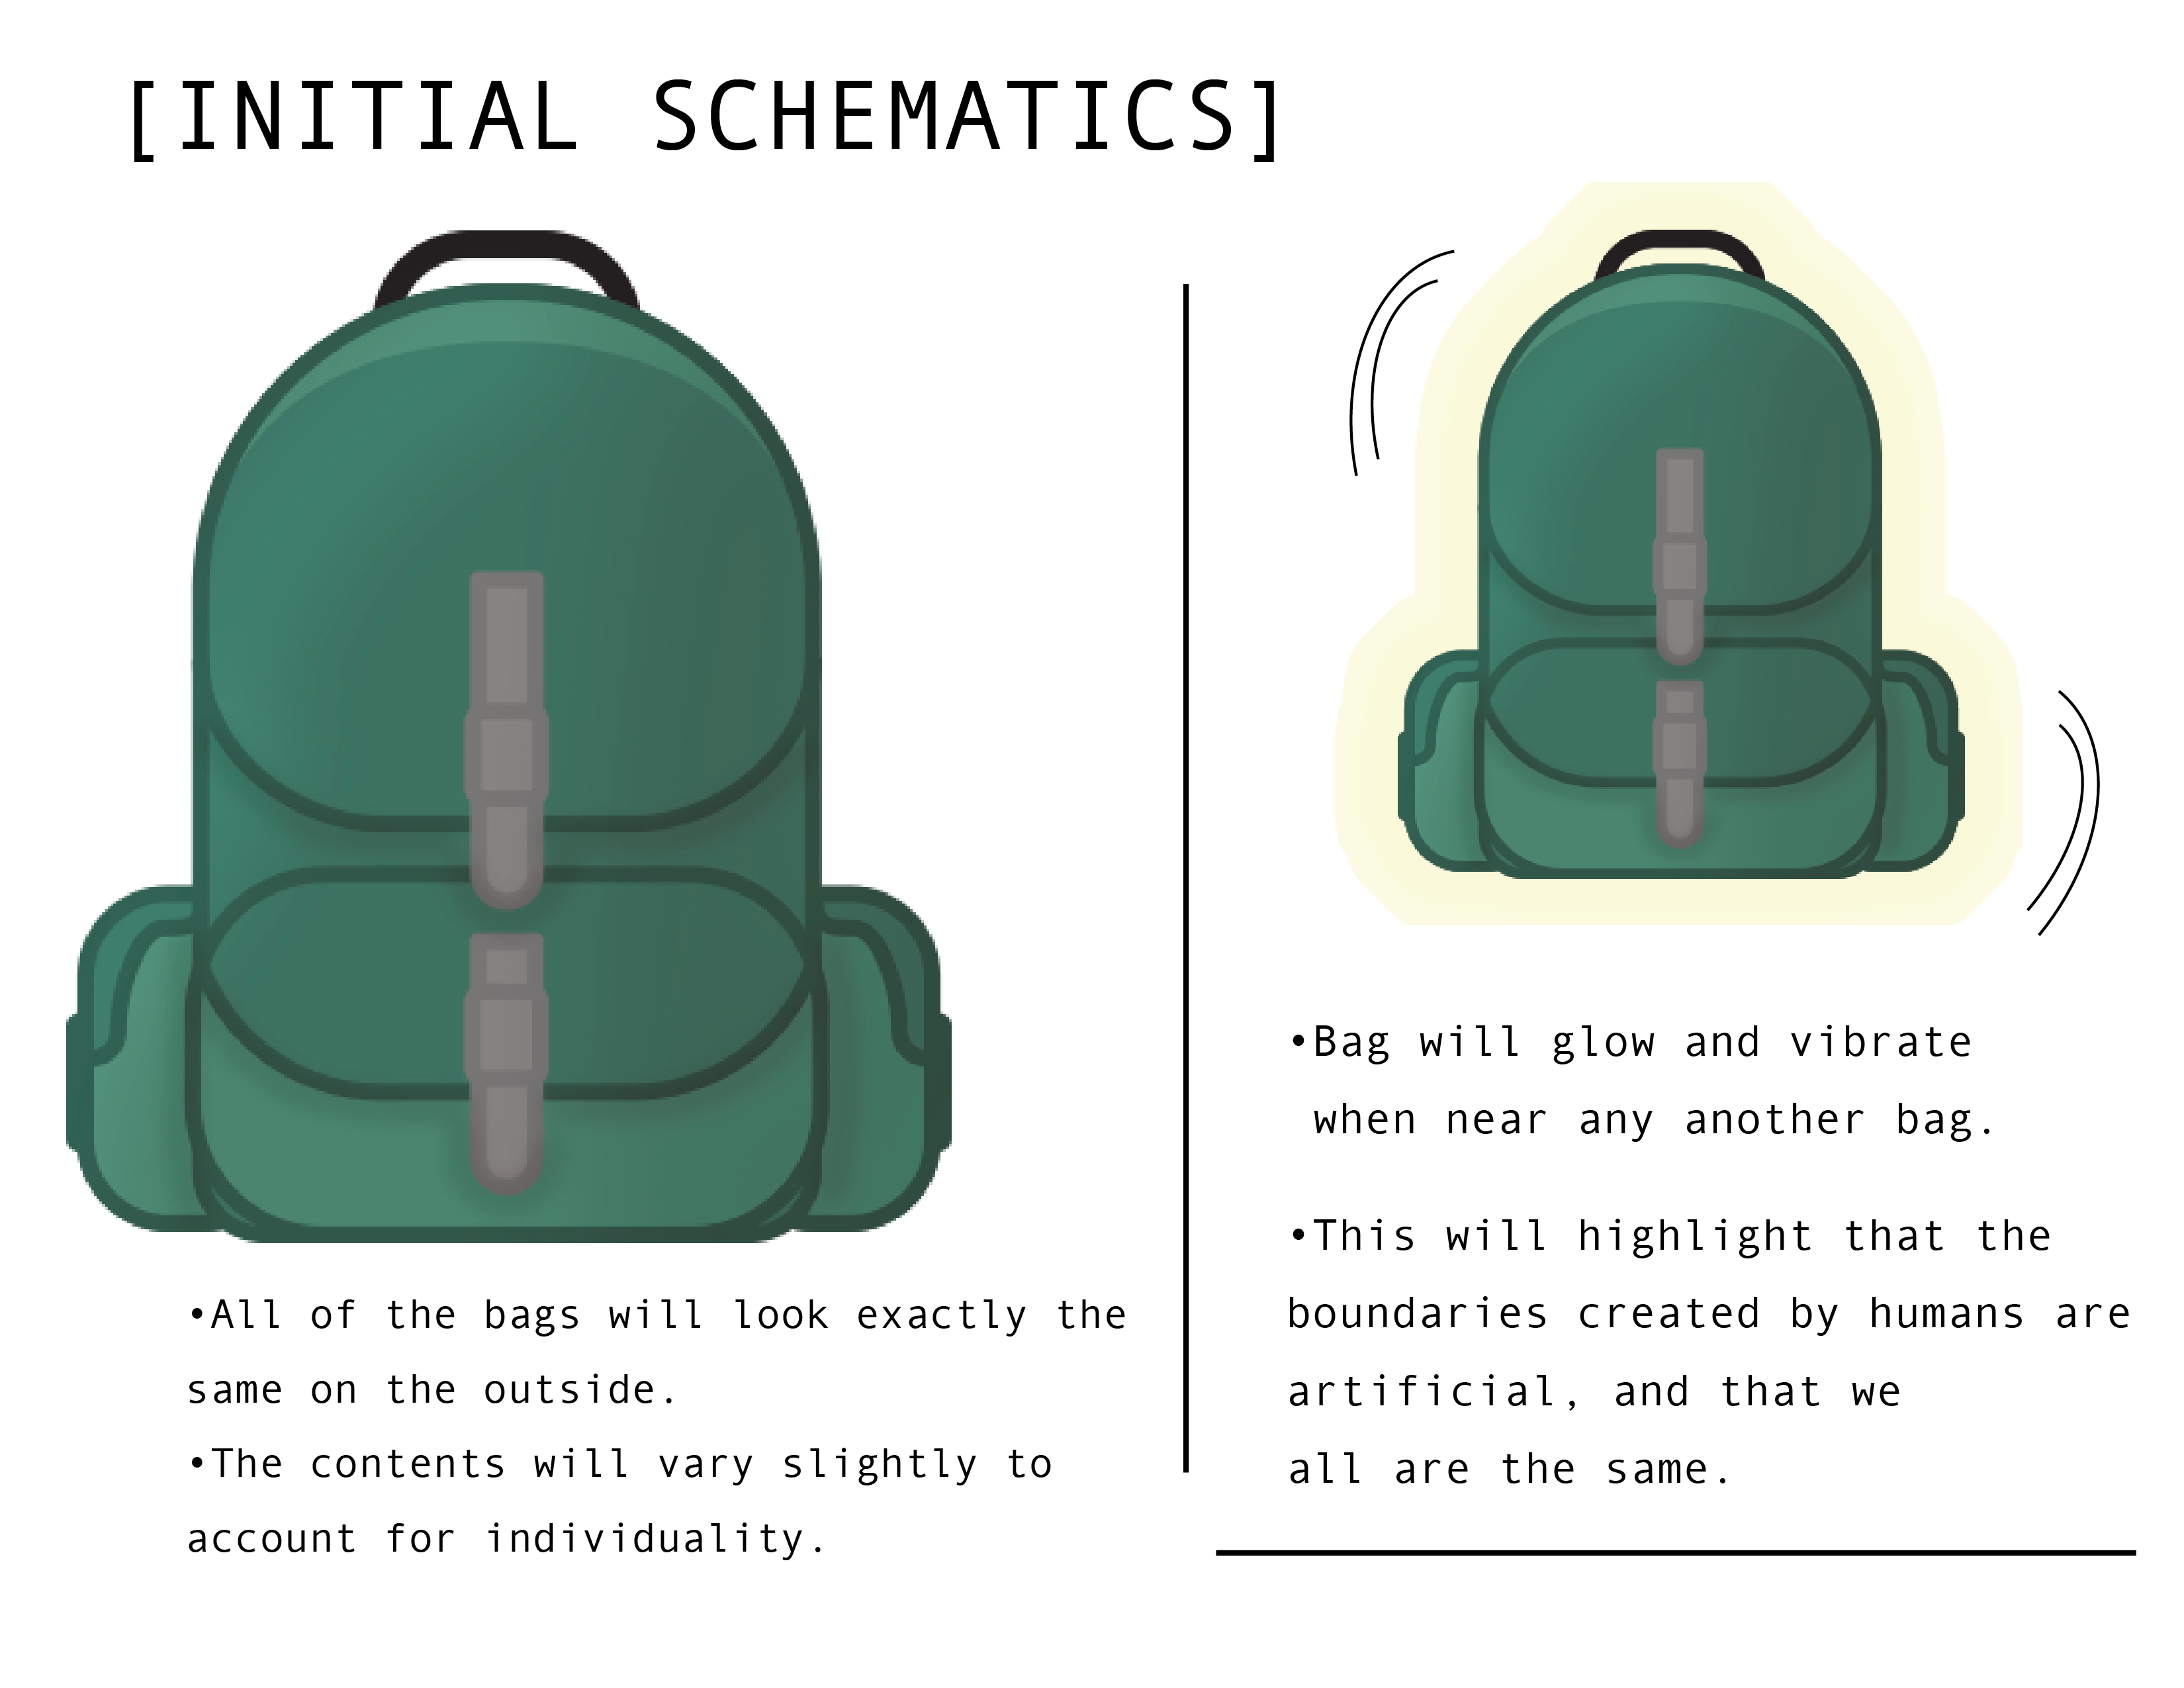 [INITIAL SCHEMATICS]
•All of the bags will look exactly the
same on the outside.
•The contents will vary slightly to
account for individuality.
•Bag will glow and vibrate
when near any another bag.
•This will highlight that the
boundaries created by humans are
artificial, and that we
all are the same.